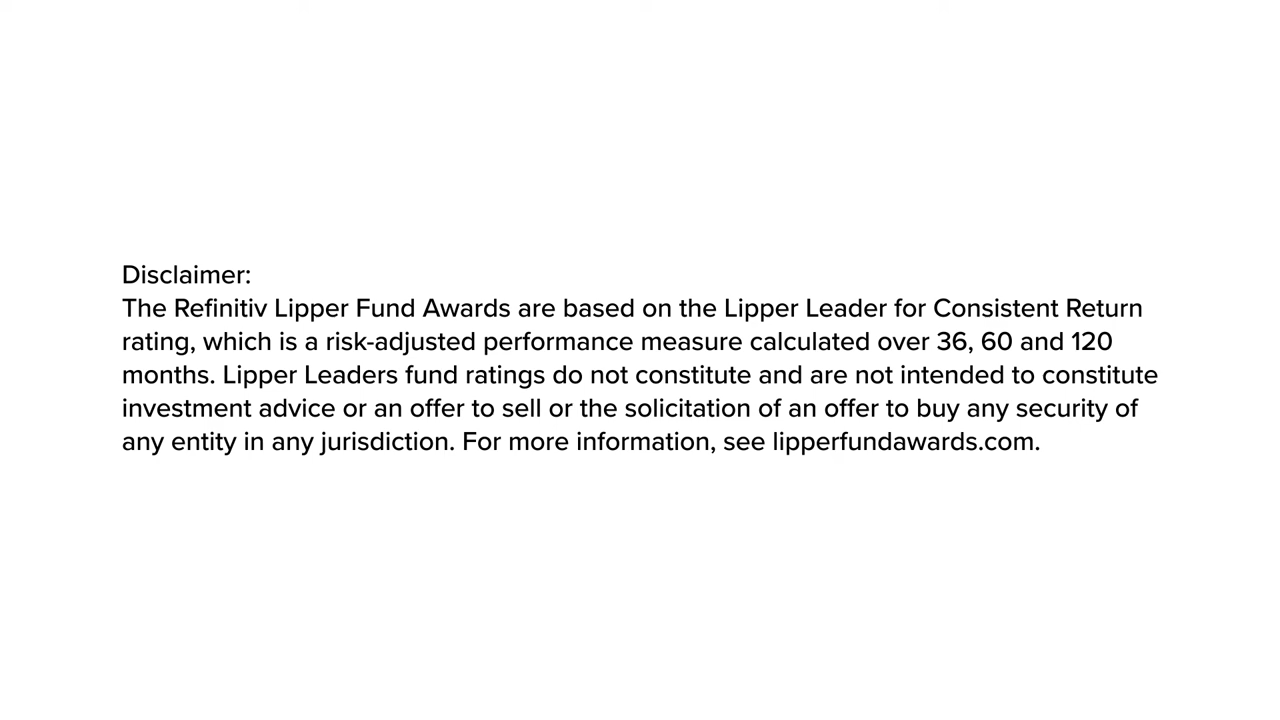 Disclaimer:
The Refinitiv Lipper Fund Awards are based on the Lipper Leader for Consistent Return
rating, which is a risk-adjusted performance measure calculated over 36, 60 and 120
months. Lipper Leaders fund ratings do not constitute and are not intended to constitute
investment advice or an offer to sell or the solicitation of an offer to buy any security of
any entity in any jurisdiction. For more information, see lipperfundawards.com.